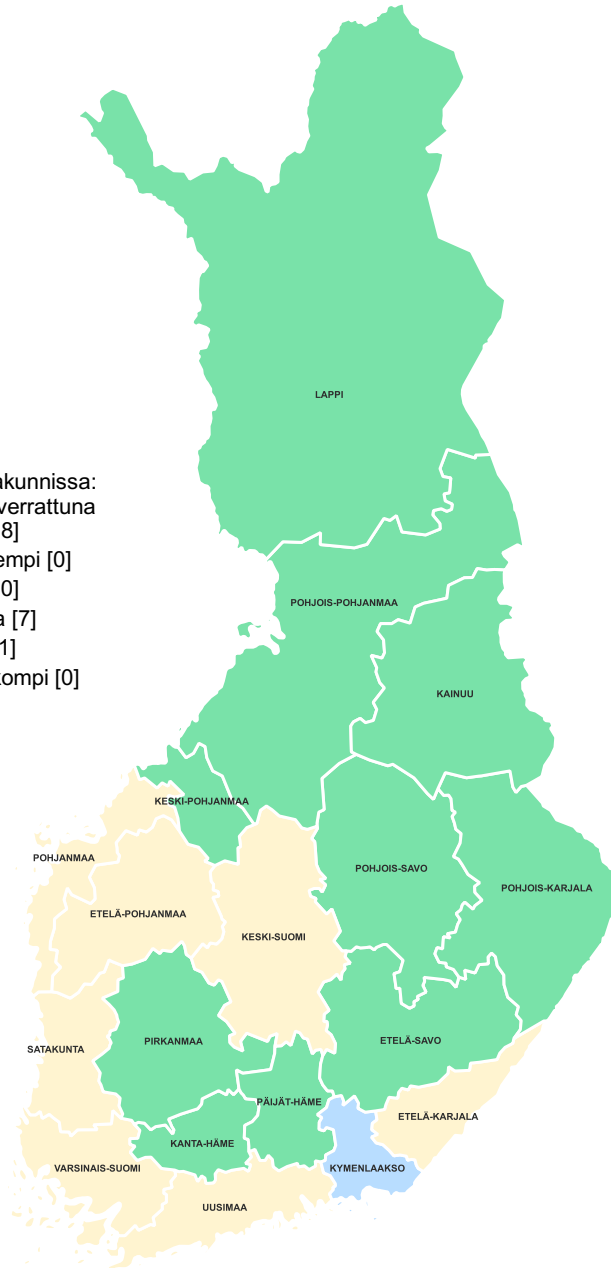 LAPPI
akunnissa:
verrattuna
8]
empi [0]
0]
a [7]
1]
kompi [0]
POHJOIS-POHJANMAA
KAINUU
KESKI-POHJANMAA
POHJANMAA
POHJOIS-SAVO
POHJOIS-KARJALA
ETELÄ-POHJANMAA
KESKI-SUOMI
SATAKUNTA
PIRKANMAA
ETELÄ-SAVO
PÄIJÄT-HÄME
ETELÄ-KARJALA
KANTA-HÄME
VARSINAIS-SUOMI
KYMENLAAKSO
UUSIMAA